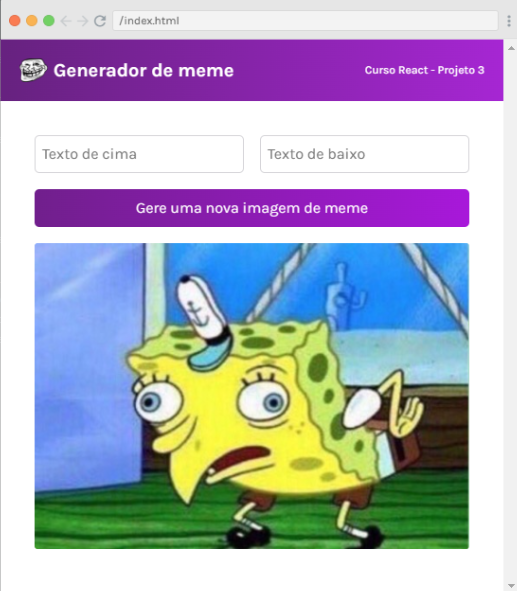 /index.html
Generador de meme
Curso React - Projeto 3
Texto de cima
Texto de baixo
Gere uma nova imagem de meme